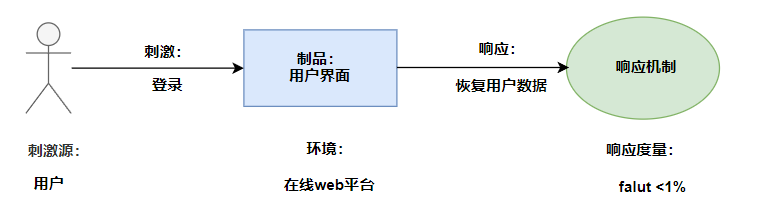 刺激：
登录
制品：
用户界面
响应：
恢复用户数据
响应机制
刺激源：
用户
环境：
在线web平台
响应度量：
falut <1%